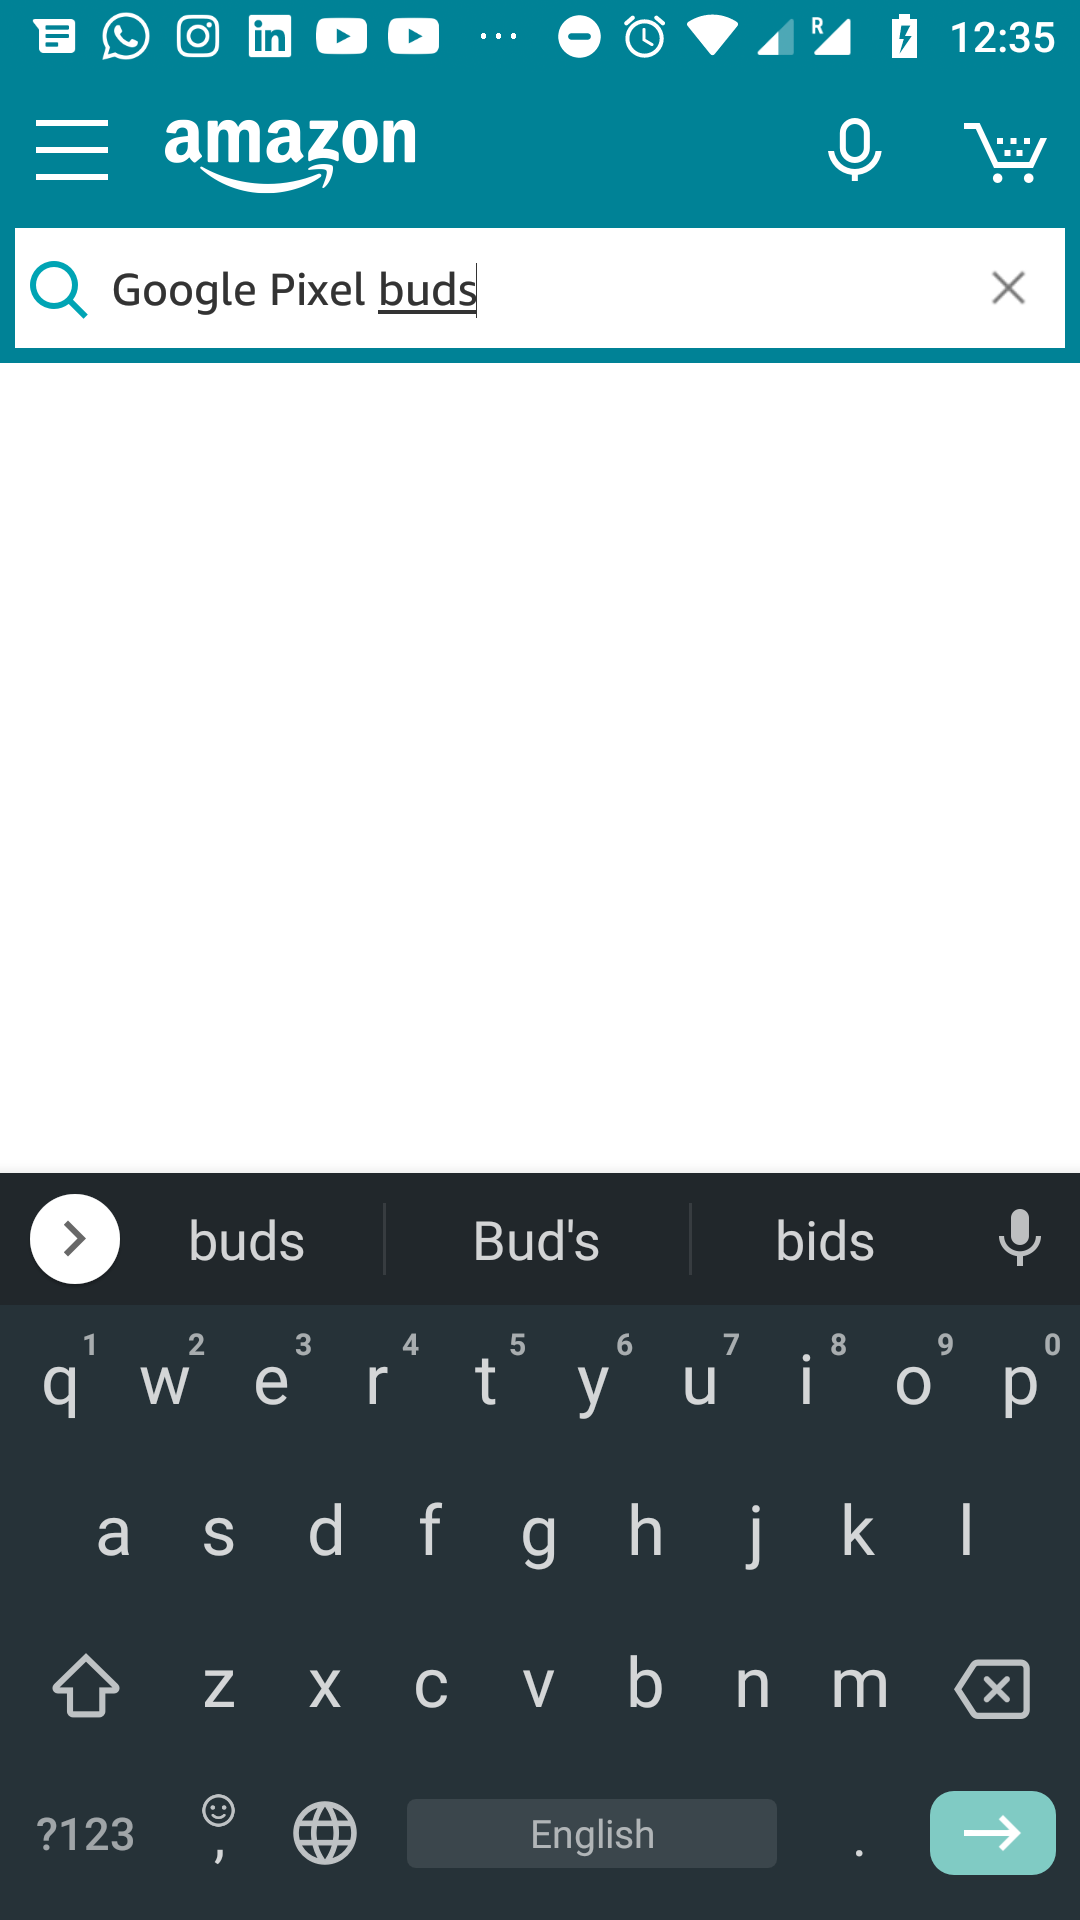 12:35
R
amazon
Google Pixel buds
buds Bud's bids
1 2 3 4 5 6 7 8 9 0
q w e r t y u i o p
a s d f g h j k l
z x c v b n m
?123 , English .